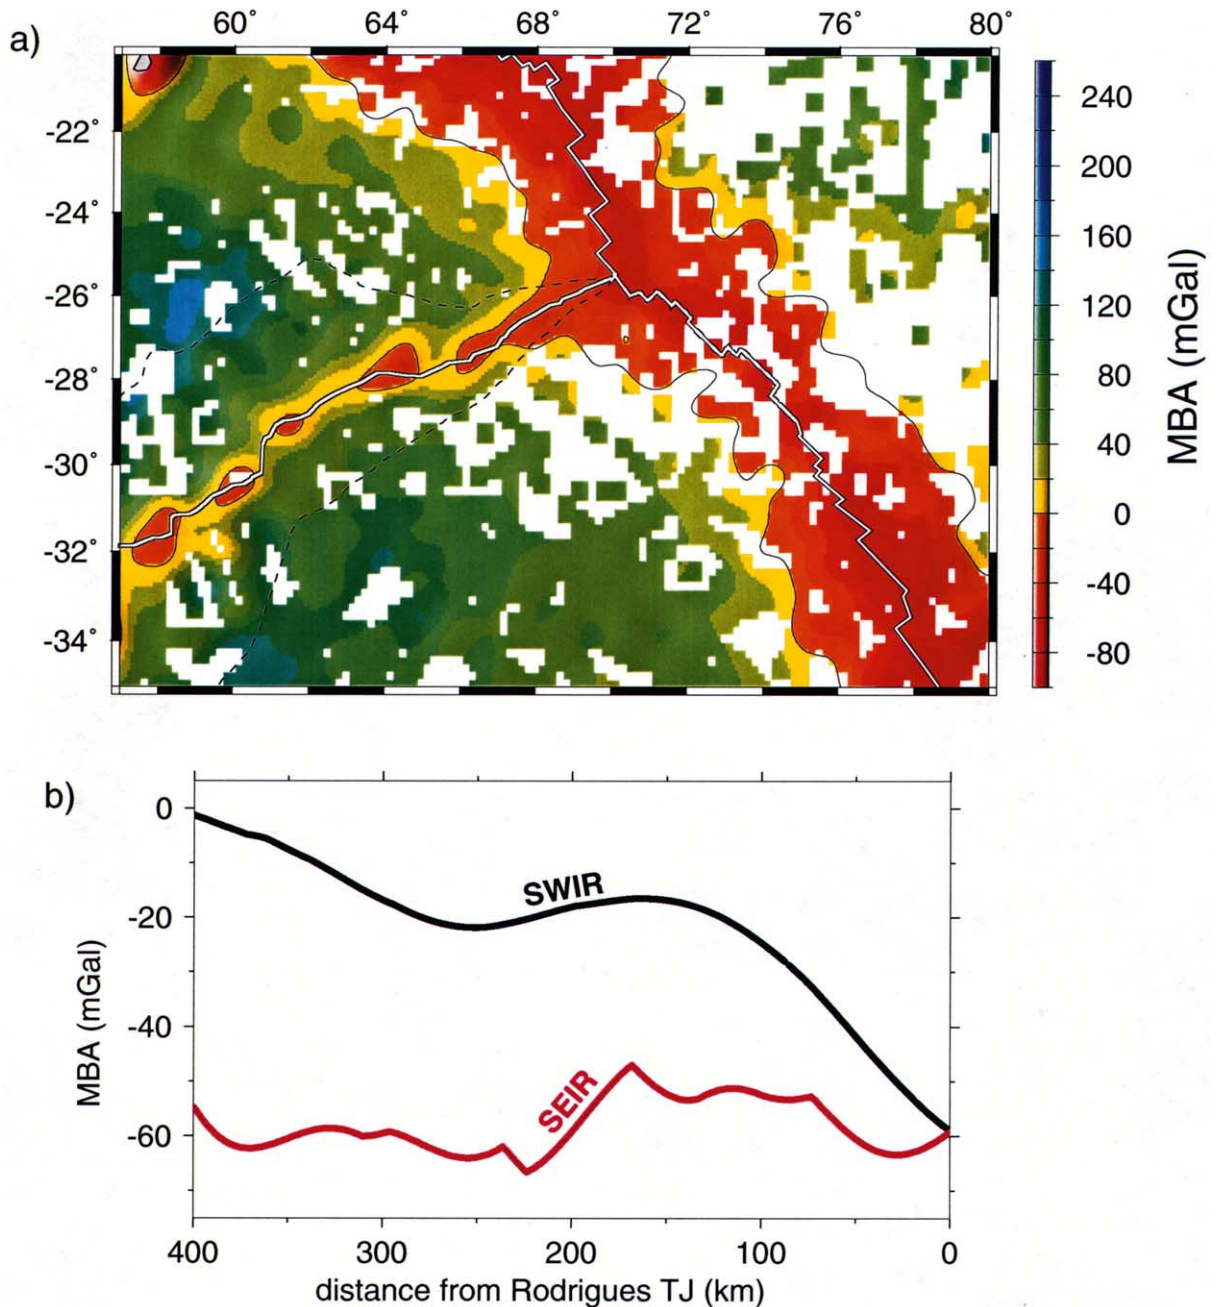 a)
60° 64° 68° 72° 76° 80°
-22°
-24°
-26°
-28°
-30°
-32°
-34°
240
200
160
120
80
40
0
-40
-80
MBA (mGal)
b)
0
-20
-40
-60
MBA (mGal)
SWIR
SEIR
400 300 200 100 0
distance from Rodrigues TJ (km)